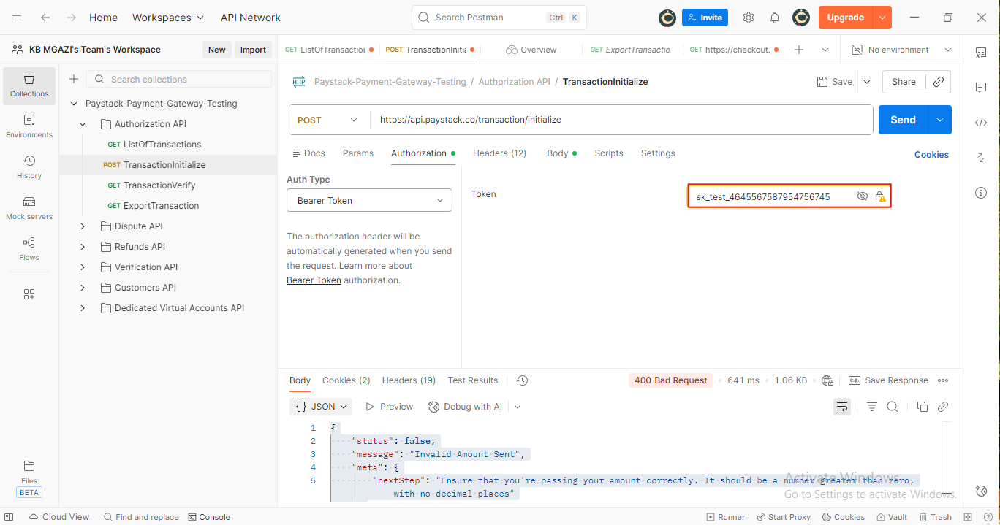 Home Workspaces API Network Search Postman Ctrl K Invite Upgrade
KB MGAZI's Team's Workspace New Import GET ListOfTransaction POST TransactionInitia Overview GET ExportTransactio GET https://checkout. No environment
Collections
Environments
History
Mock servers
Flows
Files
BETA
Search collections
Paystack-Payment-Gateway-Testing
Authorization API
GET ListOfTransactions
POST TransactionInitialize
GET TransactionVerify
GET ExportTransaction
Dispute API
Refunds API
Verification API
Customers API
Dedicated Virtual Accounts API
HTTP Paystack-Payment-Gateway-Testing / Authorization API / TransactionInitialize Save Share
POST https://api.paystack.co/transaction/initialize Send
Docs Params Authorization Headers (12) Body Scripts Settings Cookies
Auth Type
Bearer Token
Token sk_test_4645567587954756745
The authorization header will be
automatically generated when you send
the request. Learn more about
Bearer Token authorization.
Body Cookies (2) Headers (19) Test Results 400 Bad Request 641 ms 1.06 KB e.g. Save Response
{} JSON Preview Debug with AI
1 {
2 "status": false,
3 "message": "Invalid Amount Sent",
4 "meta": {
5 "nextStep": "Ensure that you're passing your amount correctly. It should be a number greater than zero,
with no decimal places"
Activate Windows
Go to Settings to activate Windows.
Cloud View Find and replace Console Runner Start Proxy Cookies Vault Trash